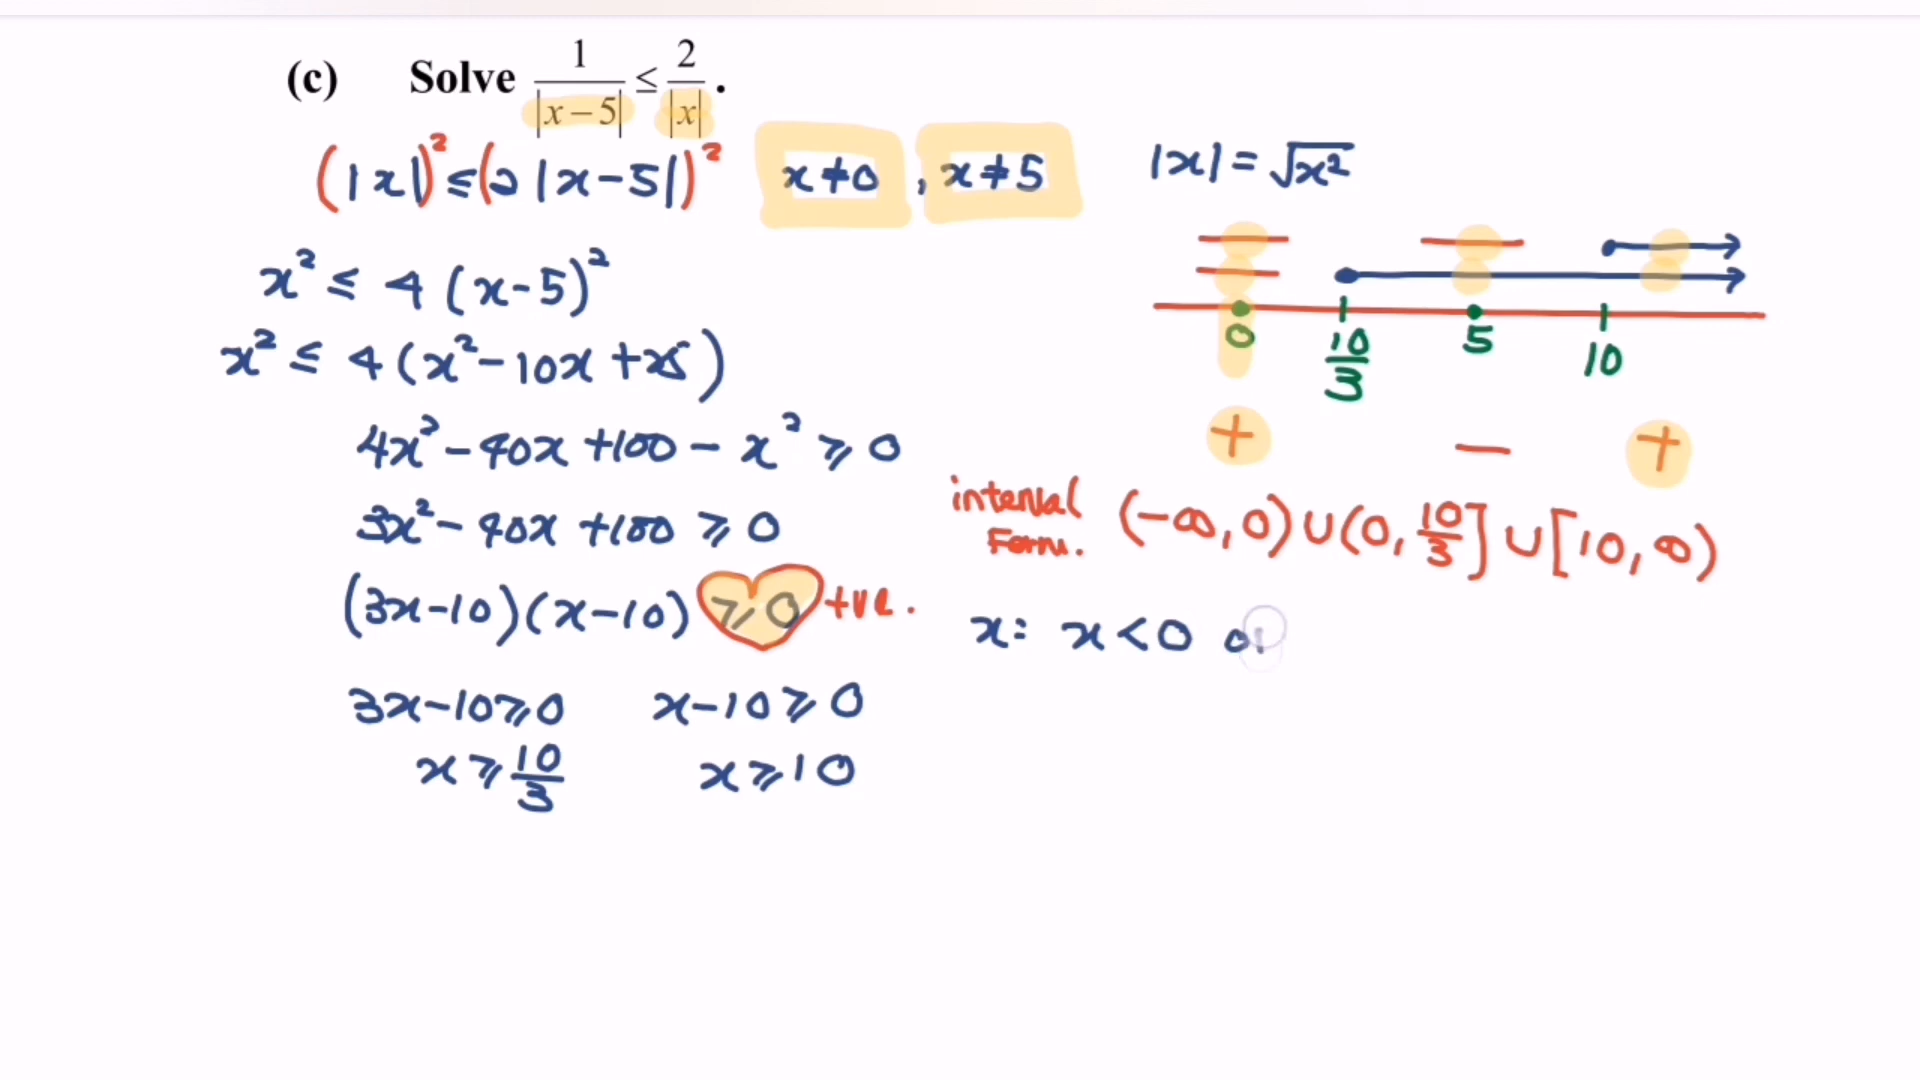 (c) Solve 1/|x − 5| ≤ 2/|x| .
(|x|)² ≤ (2|x−5|)² x≠0 , x≠5
x² ≤ 4(x−5)²
x² ≤ 4(x²−10x+25)
4x²−40x+100−x² ≥ 0
3x²−40x+100 ≥ 0
(3x−10)(x−10) ≥0 +ve.
3x−10≥0 x−10≥0
x≥10/3 x≥10
|x| = √x²
0 10/3 5 10
+ − +
interval Form. (−∞,0)∪(0,10/3]∪[10,∞)
x: x<0 or